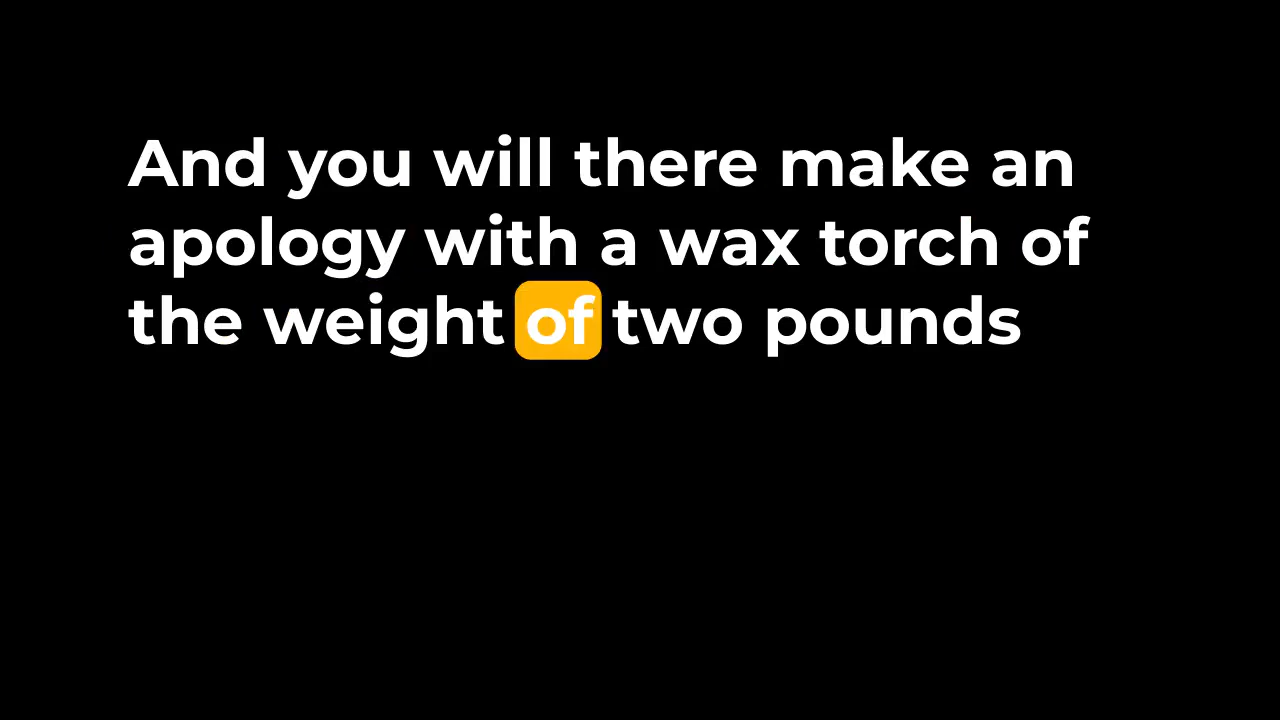 And you will there make an
apology with a wax torch of
the weight of two pounds